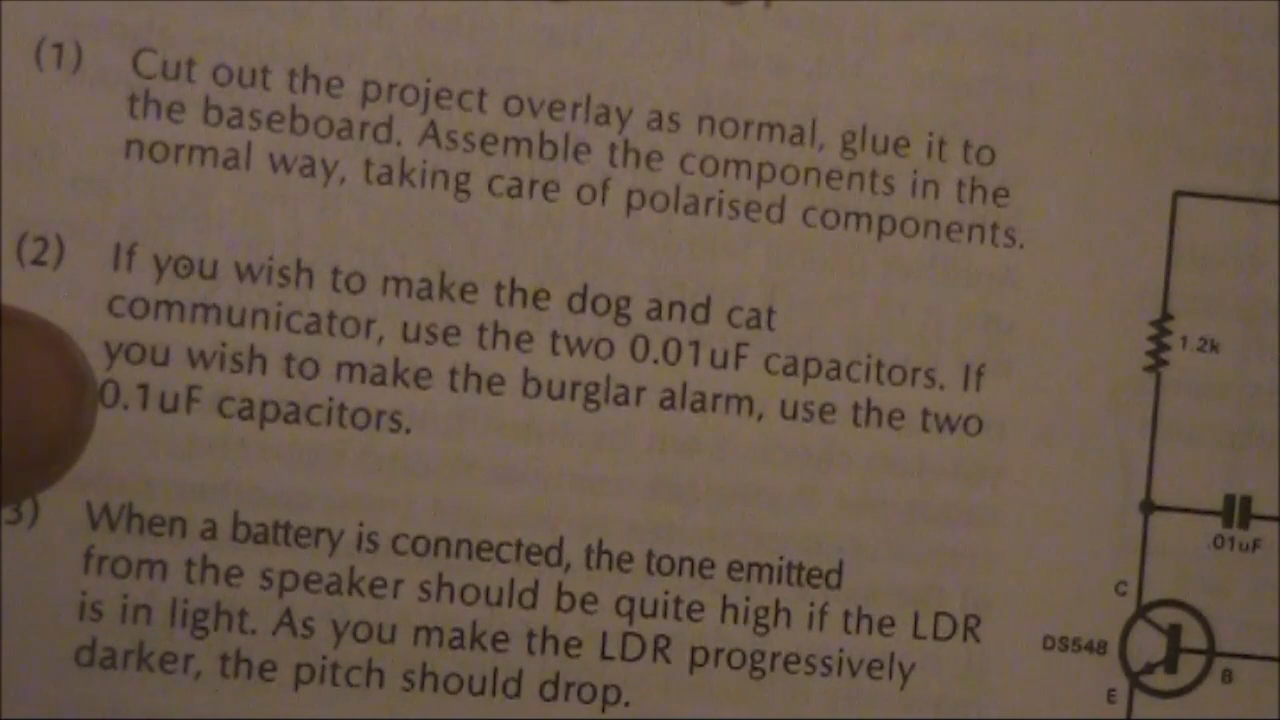 (1) Cut out the project overlay as normal, glue it to
the baseboard. Assemble the components in the
normal way, taking care of polarised components.
(2) If you wish to make the dog and cat
communicator, use the two 0.01uF capacitors. If
you wish to make the burglar alarm, use the two
0.1uF capacitors.
3) When a battery is connected, the tone emitted
from the speaker should be quite high if the LDR
is in light. As you make the LDR progressively
darker, the pitch should drop.
1.2k
.01uF
C
DS548
B
E